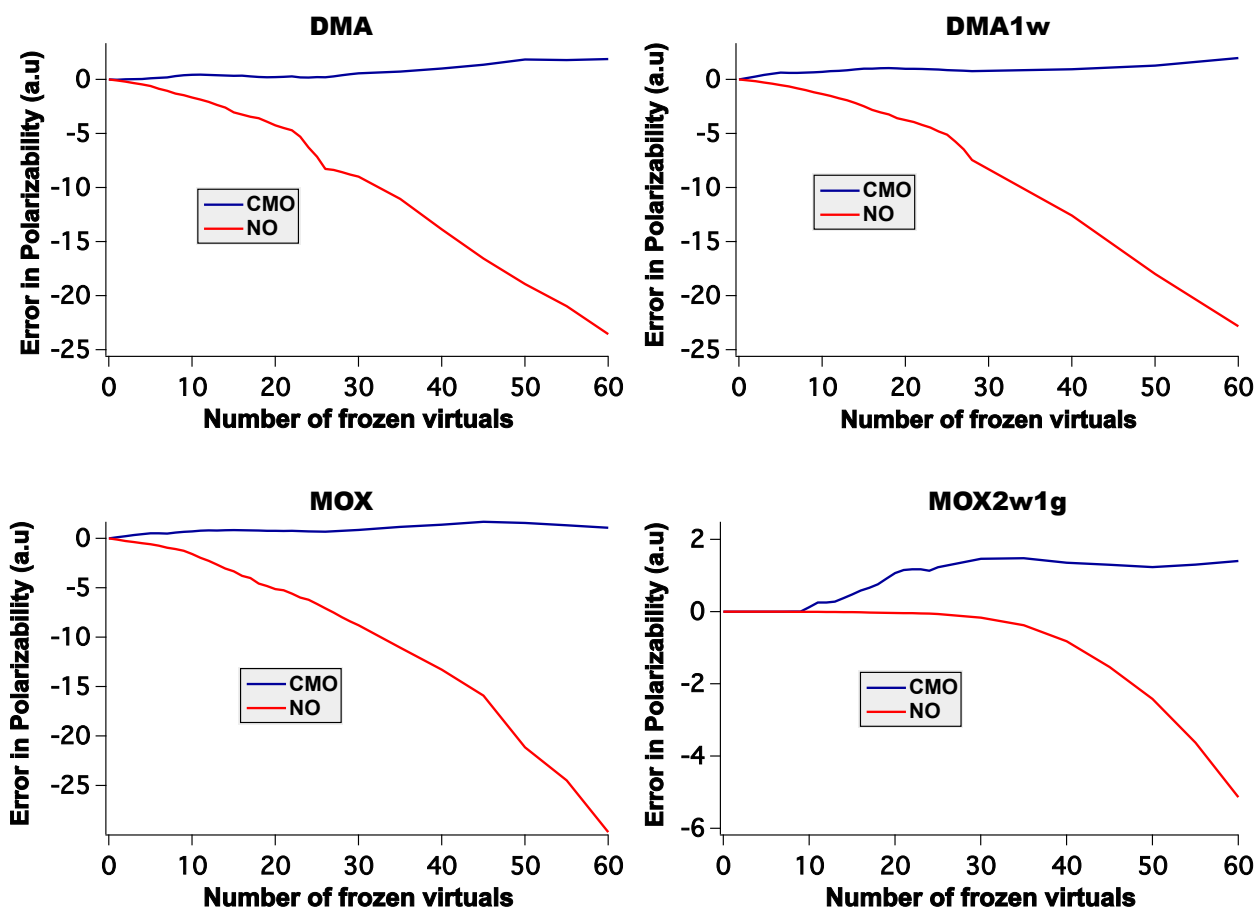 DMA
Error in Polarizability (a.u)
0
-5
-10
-15
-20
-25
CMO
NO
0 10 20 30 40 50 60
Number of frozen virtuals
DMA1w
Error in Polarizability (a.u)
0
-5
-10
-15
-20
-25
CMO
NO
0 10 20 30 40 50 60
Number of frozen virtuals
MOX
Error in Polarizability (a.u)
0
-5
-10
-15
-20
-25
CMO
NO
0 10 20 30 40 50 60
Number of frozen virtuals
MOX2w1g
Error in Polarizability (a.u)
2
0
-2
-4
-6
CMO
NO
0 10 20 30 40 50 60
Number of frozen virtuals